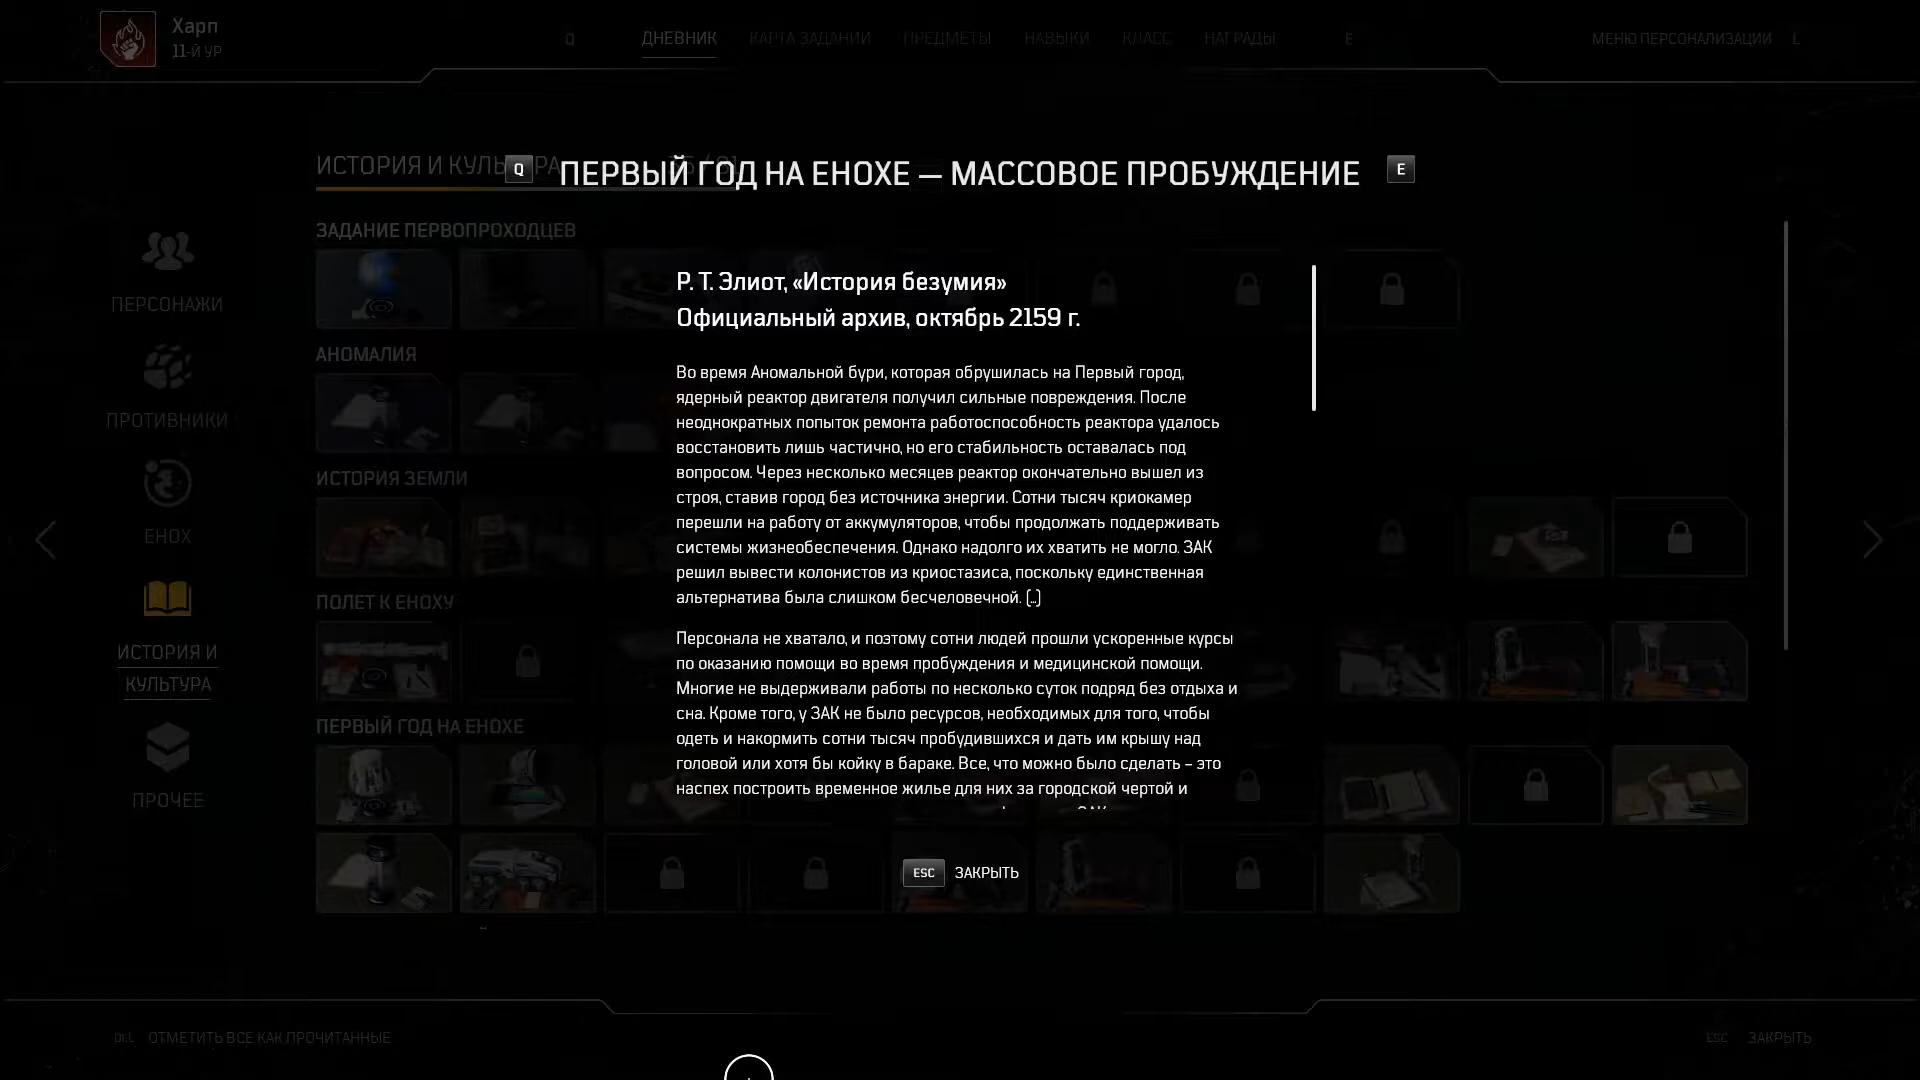 Харп
11-Й УР
Q
ДНЕВНИК
КАРТА ЗАДАНИЙ
ПРЕДМЕТЫ
НАВЫКИ
КЛАСС
НАГРАДЫ
E
МЕНЮ ПЕРСОНАЛИЗАЦИИ L
ИСТОРИЯ И КУЛЬТУРА
Q ПЕРВЫЙ ГОД НА ЕНОХЕ — МАССОВОЕ ПРОБУЖДЕНИЕ E
ЗАДАНИЕ ПЕРВОПРОХОДЦЕВ
АНОМАЛИЯ
ИСТОРИЯ ЗЕМЛИ
ПОЛЕТ К ЕНОХУ
ПЕРВЫЙ ГОД НА ЕНОХЕ
ПЕРСОНАЖИ
ПРОТИВНИКИ
ЕНОХ
ИСТОРИЯ И
КУЛЬТУРА
ПРОЧЕЕ
Р. Т. Элиот, «История безумия»
Официальный архив, октябрь 2159 г.
Во время Аномальной бури, которая обрушилась на Первый город,
ядерный реактор двигателя получил сильные повреждения. После
неоднократных попыток ремонта работоспособность реактора удалось
восстановить лишь частично, но его стабильность оставалась под
вопросом. Через несколько месяцев реактор окончательно вышел из
строя, ставив город без источника энергии. Сотни тысяч криокамер
перешли на работу от аккумуляторов, чтобы продолжать поддерживать
системы жизнеобеспечения. Однако надолго их хватить не могло. ЗАК
решил вывести колонистов из криостазиса, поскольку единственная
альтернатива была слишком бесчеловечной. (...)
Персонала не хватало, и поэтому сотни людей прошли ускоренные курсы
по оказанию помощи во время пробуждения и медицинской помощи.
Многие не выдерживали работы по несколько суток подряд без отдыха и
сна. Кроме того, у ЗАК не было ресурсов, необходимых для того, чтобы
одеть и накормить сотни тысяч пробудившихся и дать им крышу над
головой или хотя бы койку в бараке. Все, что можно было сделать – это
наспех построить временное жилье для них за городской чертой и
ESC ЗАКРЫТЬ
DEL ОТМЕТИТЬ ВСЕ КАК ПРОЧИТАННЫЕ
ESC ЗАКРЫТЬ